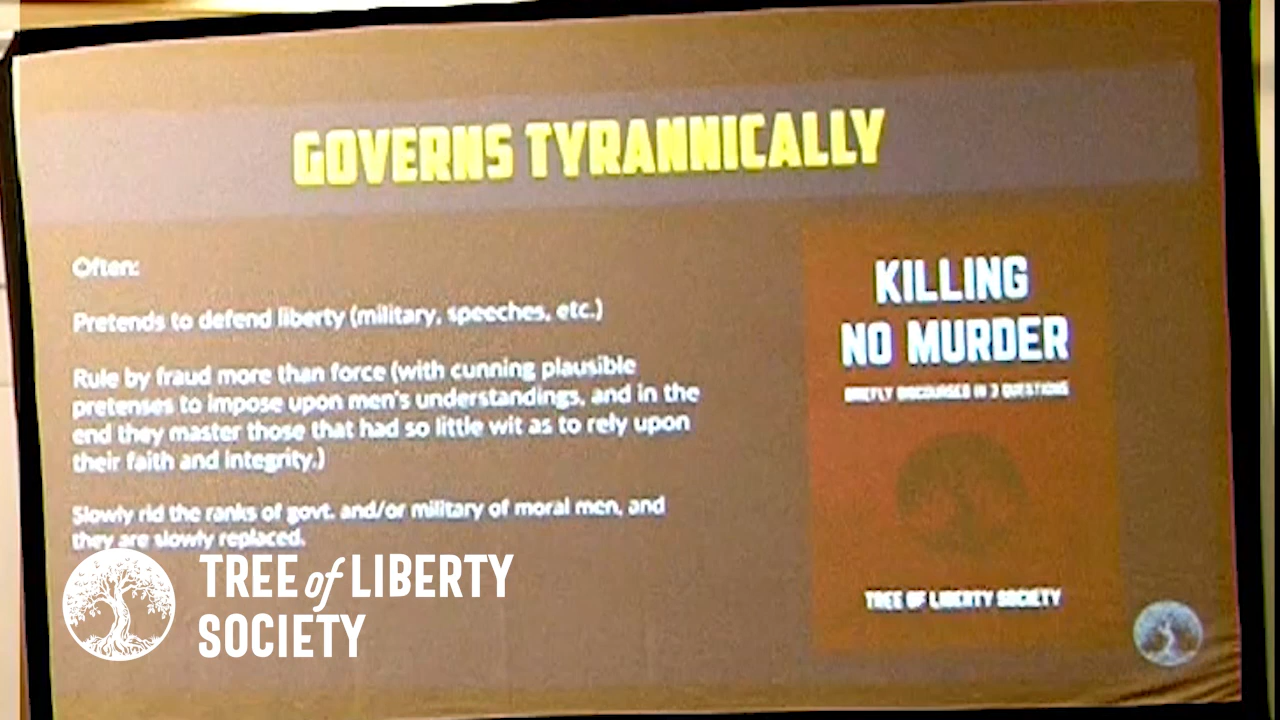 GOVERNS TYRANNICALLY
Often:
Pretends to defend liberty (military, speeches, etc.)
Rule by fraud more than force (with cunning plausible
pretenses to impose upon men's understandings, and in the
end they master those that had so little wit as to rely upon
their faith and integrity.)
Slowly rid the ranks of govt. and/or military of moral men, and
they are slowly replaced.
KILLING
NO MURDER
BRIEFLY DISCOURSED IN 3 QUESTIONS
TREE OF LIBERTY SOCIETY
TREE of LIBERTY
SOCIETY